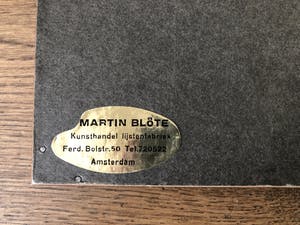 MARTIN BLÖTE
Kunsthandel lijstenfabriek
Ferd. Bolstr. 50 Tel. 720522
Amsterdam